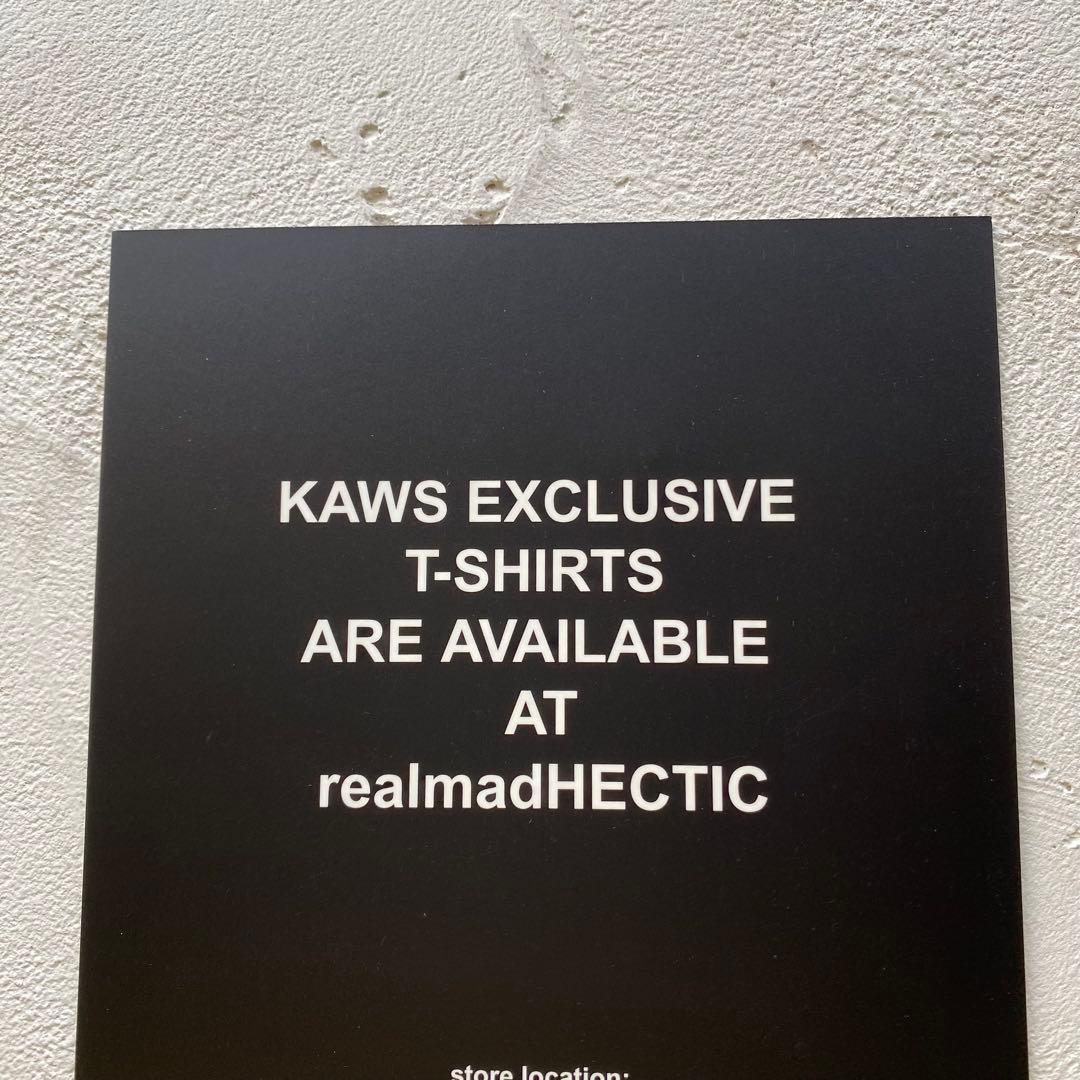 KAWS EXCLUSIVE
T-SHIRTS
ARE AVAILABLE
AT
realmadHECTIC
store location: